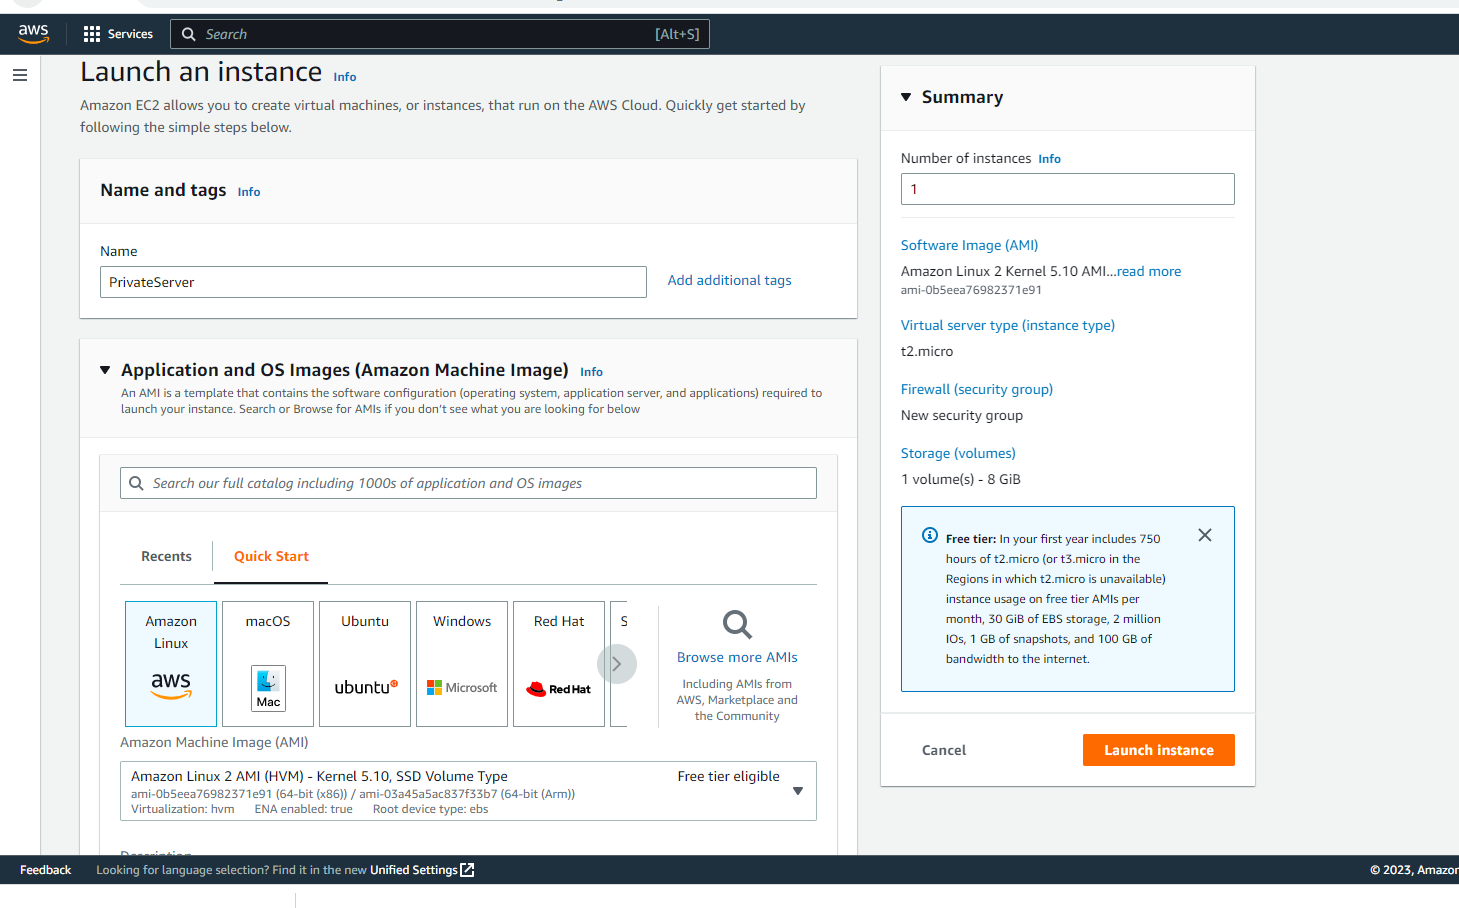 aws
Services
Search
[Alt+S]
Launch an instance Info
Amazon EC2 allows you to create virtual machines, or instances, that run on the AWS Cloud. Quickly get started by
following the simple steps below.
Name and tags Info
Name
PrivateServer
Add additional tags
Application and OS Images (Amazon Machine Image) Info
An AMI is a template that contains the software configuration (operating system, application server, and applications) required to
launch your instance. Search or Browse for AMIs if you don't see what you are looking for below
Search our full catalog including 1000s of application and OS images
Recents
Quick Start
Amazon
Linux
aws
macOS
Mac
Ubuntu
ubuntu
Windows
Microsoft
Red Hat
Red Hat
S
Browse more AMIs
Including AMIs from
AWS, Marketplace and
the Community
Amazon Machine Image (AMI)
Amazon Linux 2 AMI (HVM) - Kernel 5.10, SSD Volume Type
Free tier eligible
ami-0b5eea76982371e91 (64-bit (x86)) / ami-03a45a5ac837f33b7 (64-bit (Arm))
Virtualization: hvm ENA enabled: true Root device type: ebs
Description
Summary
Number of instances Info
1
Software Image (AMI)
Amazon Linux 2 Kernel 5.10 AMI...read more
ami-0b5eea76982371e91
Virtual server type (instance type)
t2.micro
Firewall (security group)
New security group
Storage (volumes)
1 volume(s) - 8 GiB
Free tier: In your first year includes 750
hours of t2.micro (or t3.micro in the
Regions in which t2.micro is unavailable)
instance usage on free tier AMIs per
month, 30 GiB of EBS storage, 2 million
IOs, 1 GB of snapshots, and 100 GB of
bandwidth to the internet.
Cancel
Launch instance
Feedback
Looking for language selection? Find it in the new Unified Settings
© 2023, Amazon